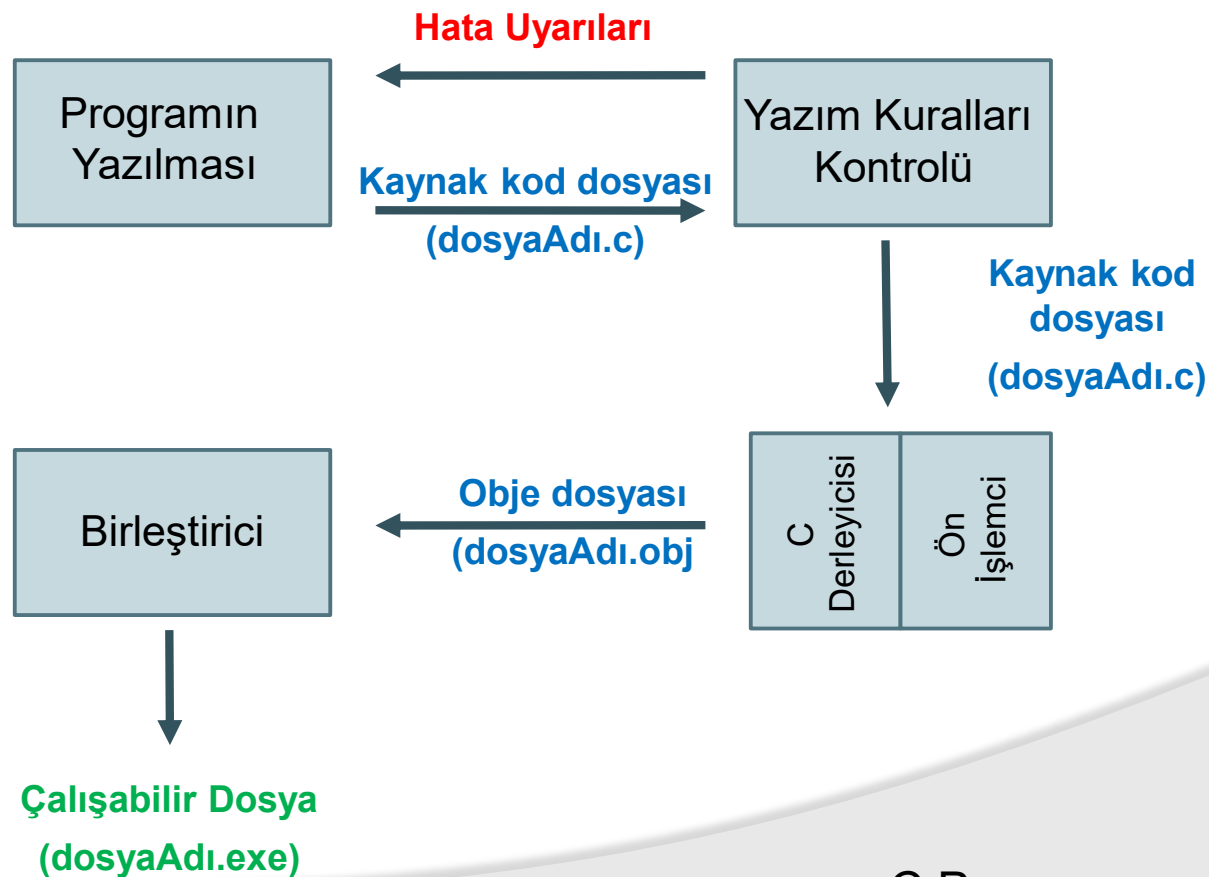 Hata Uyarıları
Programın
Yazılması
Kaynak kod dosyası
(dosyaAdı.c)
Yazım Kuralları
Kontrolü
Kaynak kod
dosyası
(dosyaAdı.c)
C
Derleyicisi
Ön
İşlemci
Obje dosyası
(dosyaAdı.obj
Birleştirici
Çalışabilir Dosya
(dosyaAdı.exe)